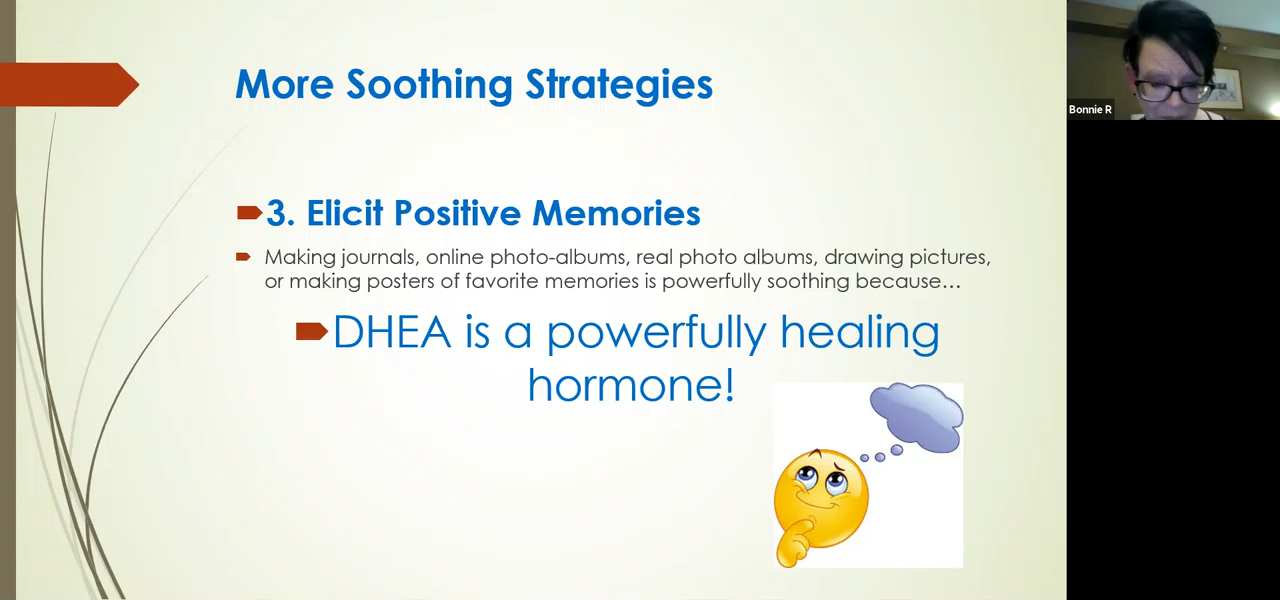 More Soothing Strategies
3. Elicit Positive Memories
Making journals, online photo-albums, real photo albums, drawing pictures,
or making posters of favorite memories is powerfully soothing because…
DHEA is a powerfully healing
hormone!
Bonnie R